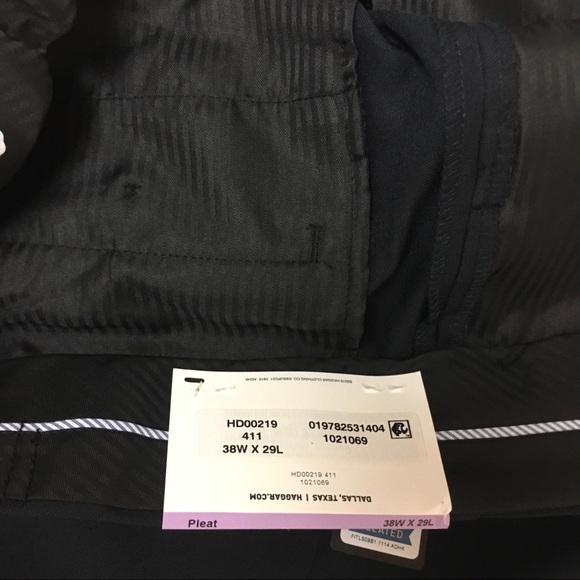 HD00219 019782531404
411 1021069
38W X 29L
HD00219 411
1021069
DALLAS, TEXAS | HAGGAR.COM
Pleat 38W X 29L